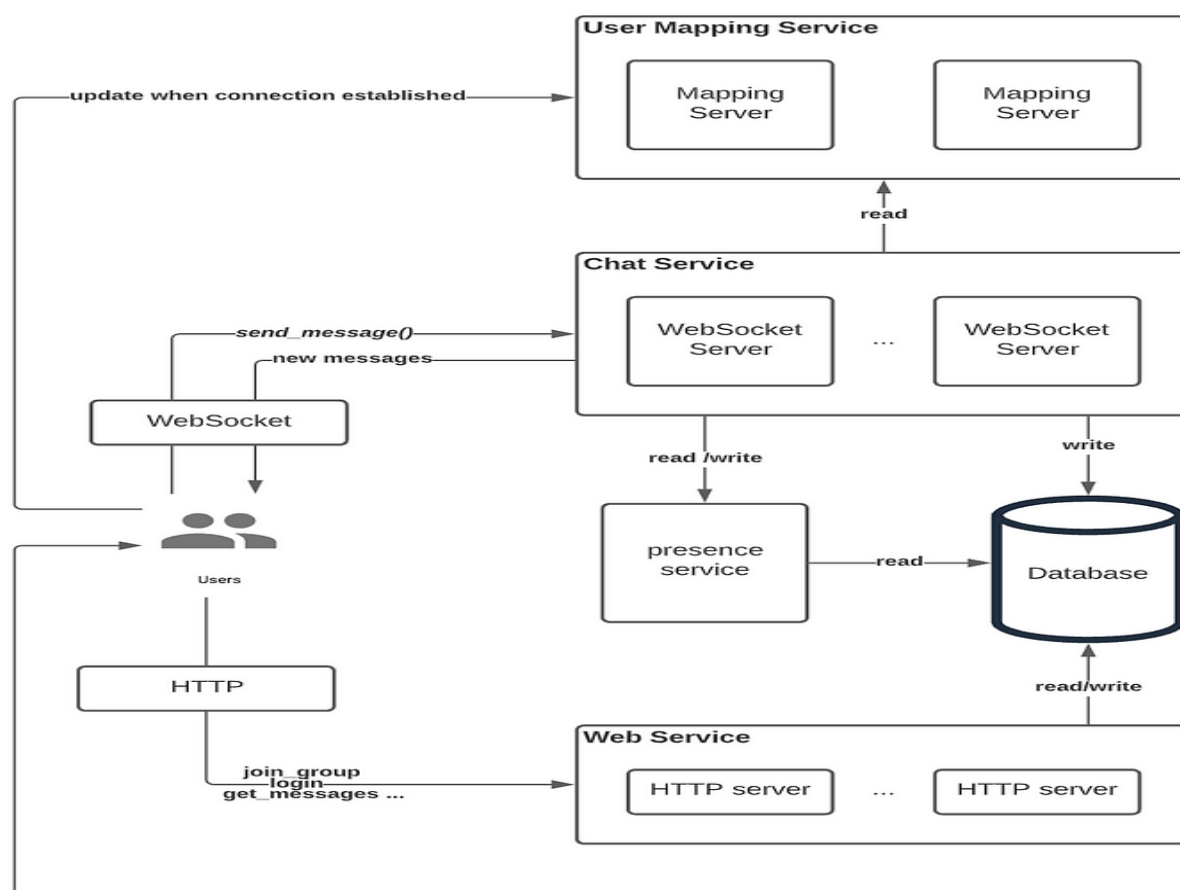 User Mapping Service
update when connection established
Mapping
Server
Mapping
Server
read
Chat Service
send_message()
new messages
WebSocket
Server
...
WebSocket
Server
WebSocket
read /write
write
presence
service
read
Database
Users
HTTP
read/write
Web Service
join_group
login
get_messages ...
HTTP server
...
HTTP server